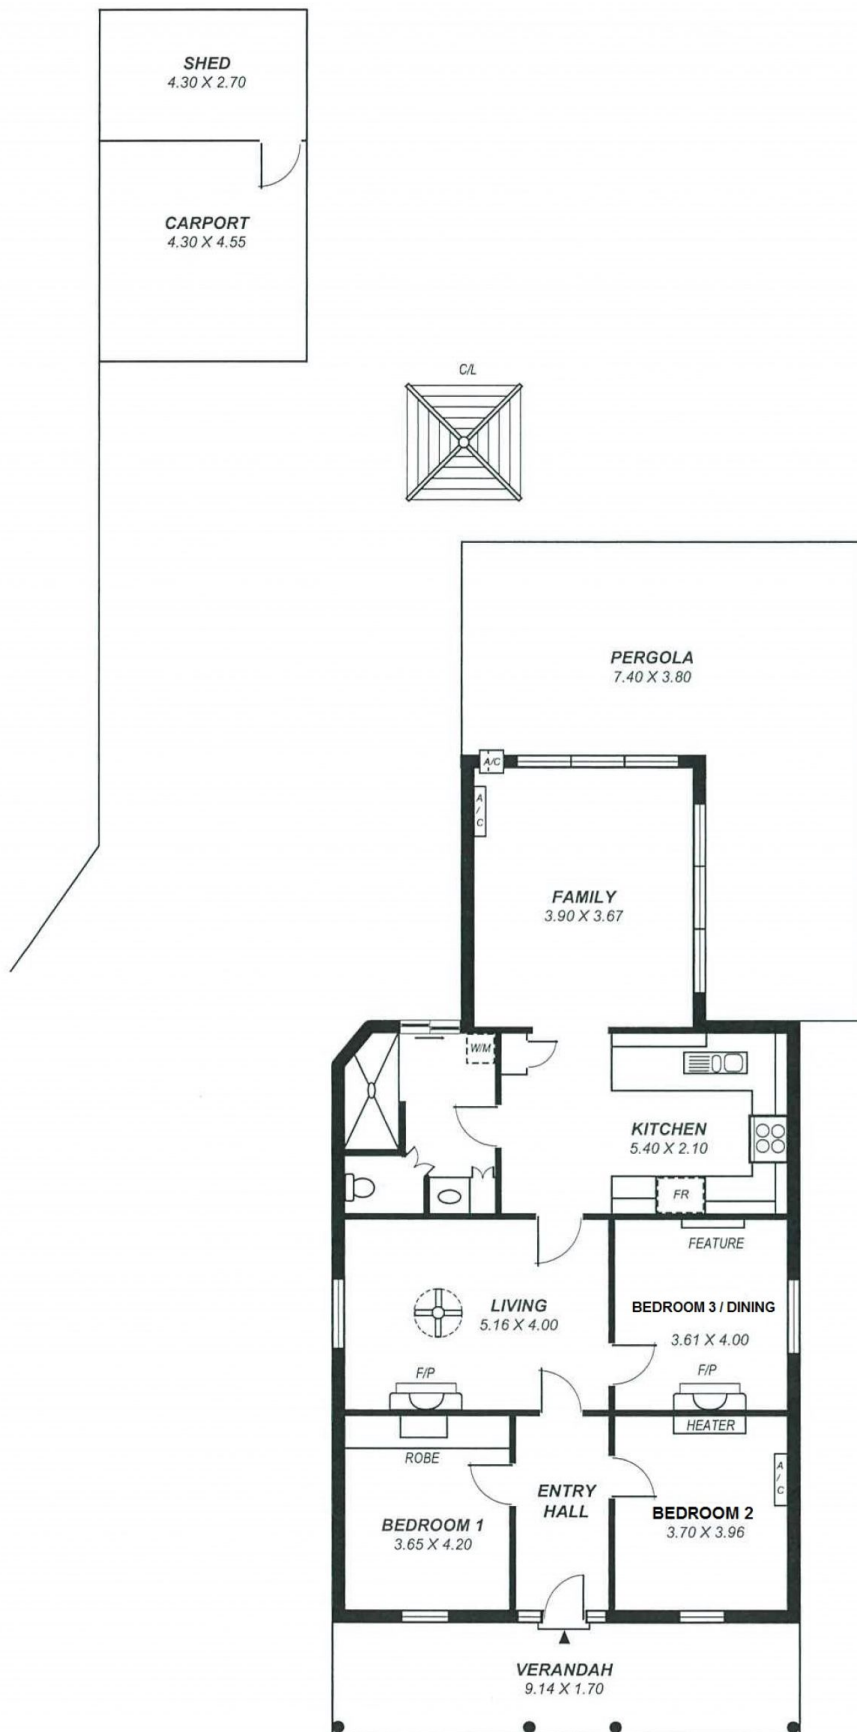 SHED
4.30 X 2.70
CARPORT
4.30 X 4.55
C/L
PERGOLA
7.40 X 3.80
A/C
A
/
C
FAMILY
3.90 X 3.67
W/M
KITCHEN
5.40 X 2.10
FR
FEATURE
LIVING
5.16 X 4.00
BEDROOM 3 / DINING
3.61 X 4.00
F/P
F/P
HEATER
ROBE
A
/
C
ENTRY
HALL
BEDROOM 1
3.65 X 4.20
BEDROOM 2
3.70 X 3.96
VERANDAH
9.14 X 1.70